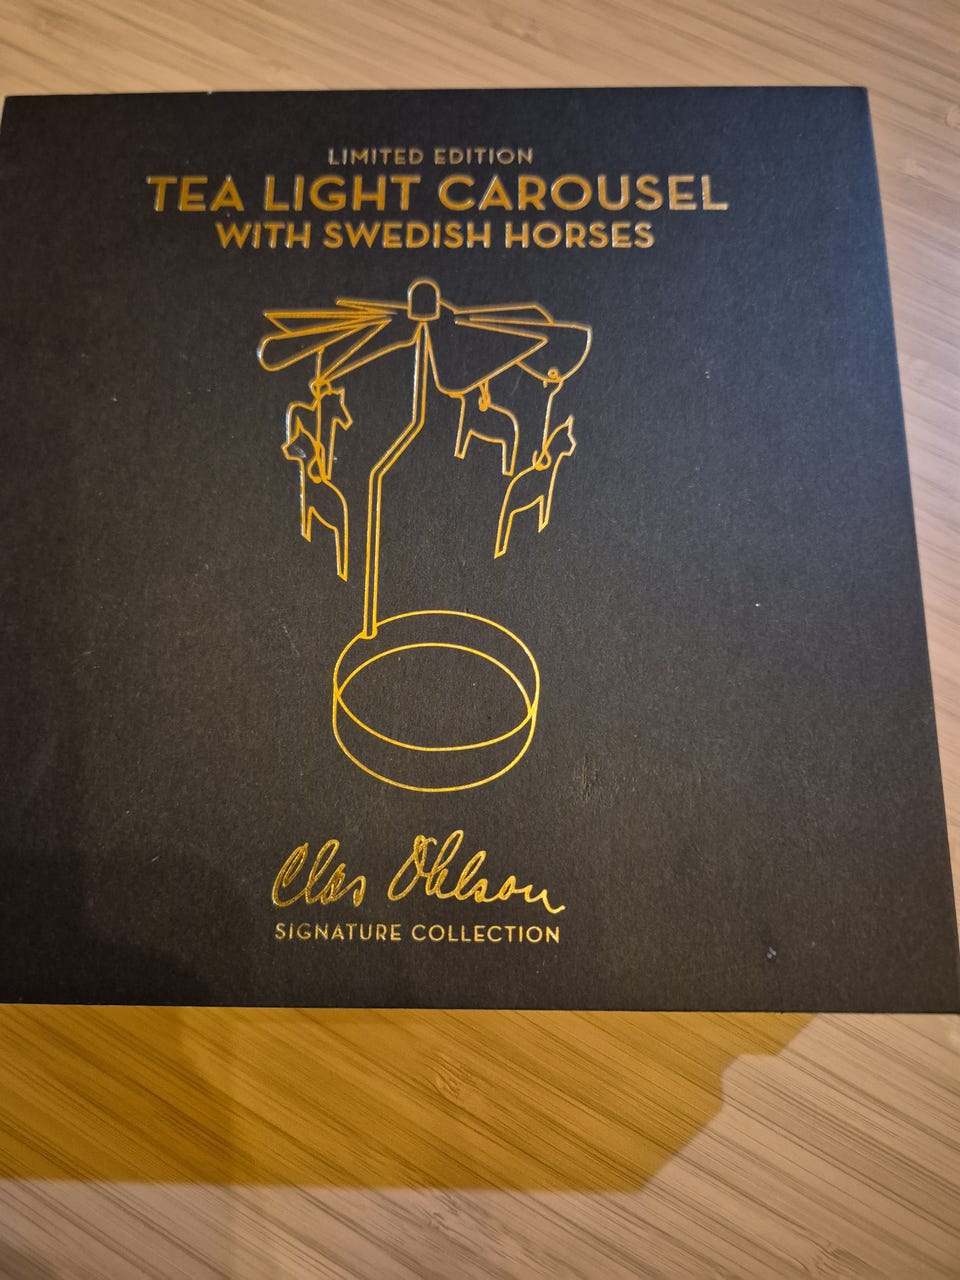 LIMITED EDITION
TEA LIGHT CAROUSEL
WITH SWEDISH HORSES
Clas Ohlson
SIGNATURE COLLECTION